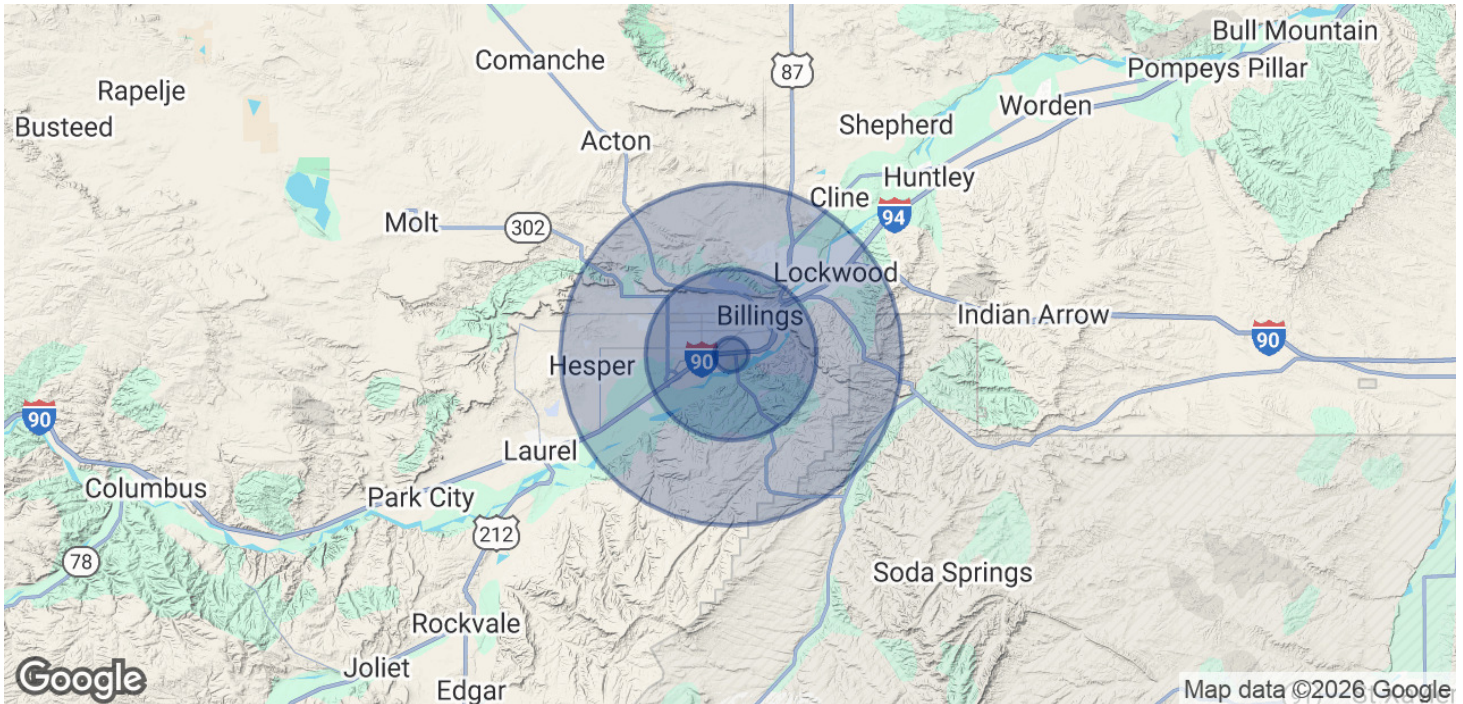 Bull Mountain
Comanche
87
Pompeys Pillar
Rapelje
Worden
Busteed
Shepherd
Acton
Huntley
Cline
94
Molt
302
Lockwood
Billings
Indian Arrow
90
90
Hesper
90
Laurel
Columbus
Park City
212
78
Soda Springs
Rockvale
Joliet
Google
Edgar
Map data ©2026 Google